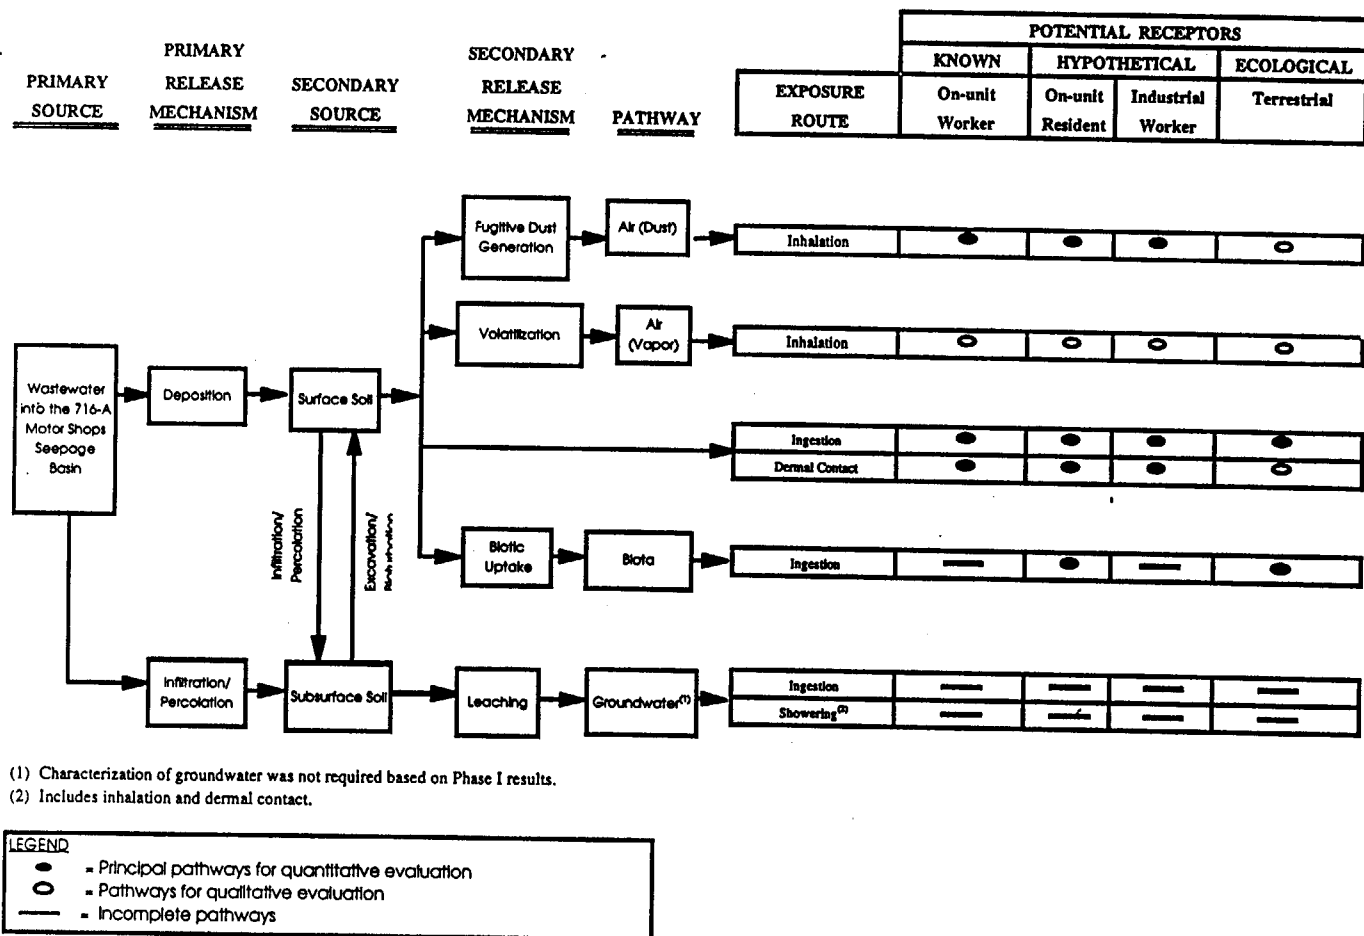 POTENTIAL RECEPTORS
KNOWN
HYPOTHETICAL
ECOLOGICAL
EXPOSURE
ROUTE
On-unit
Worker
On-unit
Resident
Industrial
Worker
Terrestrial
PRIMARY
SOURCE
PRIMARY
RELEASE
MECHANISM
SECONDARY
SOURCE
SECONDARY
RELEASE
MECHANISM
PATHWAY
Fugitive Dust
Generation
Air (Dust)
Inhalation
Volatilization
Air
(Vapor)
Inhalation
Wastewater
into the 716-A
Motor Shops
Seepage
Basin
Deposition
Surface Soil
Ingestion
Dermal Contact
Infiltration/
Percolation
Excavation/
Biotic
Uptake
Biota
Ingestion
Infiltration/
Percolation
Subsurface Soil
Leaching
Groundwater(1)
Ingestion
Showering(2)
(1) Characterization of groundwater was not required based on Phase I results.
(2) Includes inhalation and dermal contact.
LEGEND
= Principal pathways for quantitative evaluation
= Pathways for qualitative evaluation
= Incomplete pathways